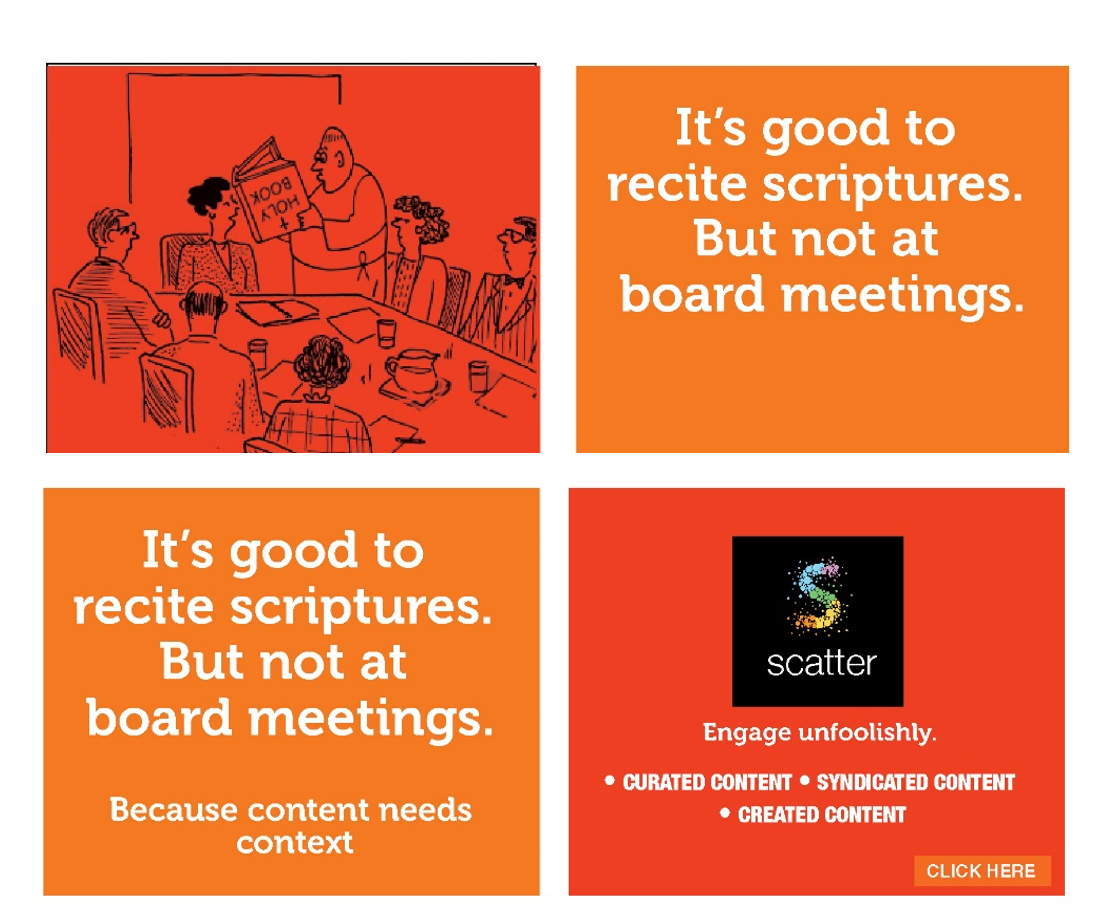 HOLY
BOOK
It's good to
recite scriptures.
But not at
board meetings.
It's good to
recite scriptures.
But not at
board meetings.
Because content needs
context
scatter
Engage unfoolishly.
• CURATED CONTENT • SYNDICATED CONTENT
• CREATED CONTENT
CLICK HERE